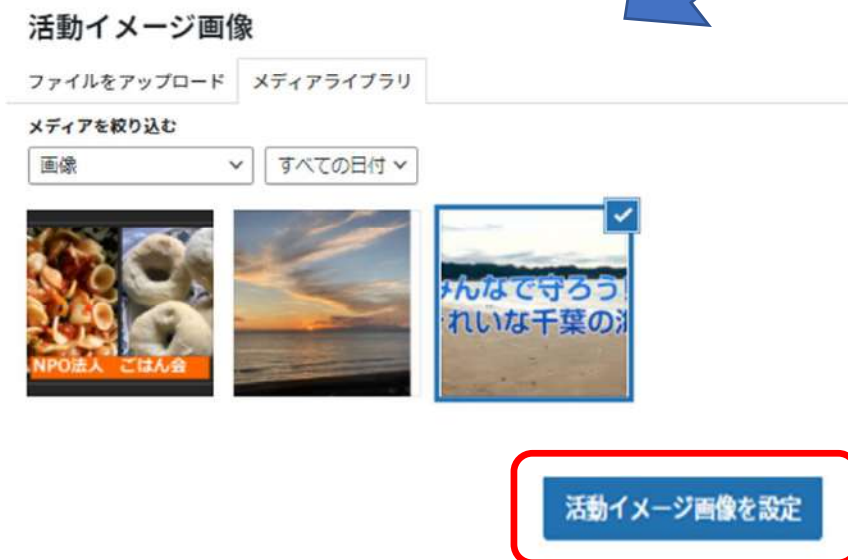 活動イメージ画像
ファイルをアップロード メディアライブラリ
メディアを絞り込む
画像 すべての日付
NPO法人 ごはん会
みんなで守ろう
れいな千葉の
活動イメージ画像を設定